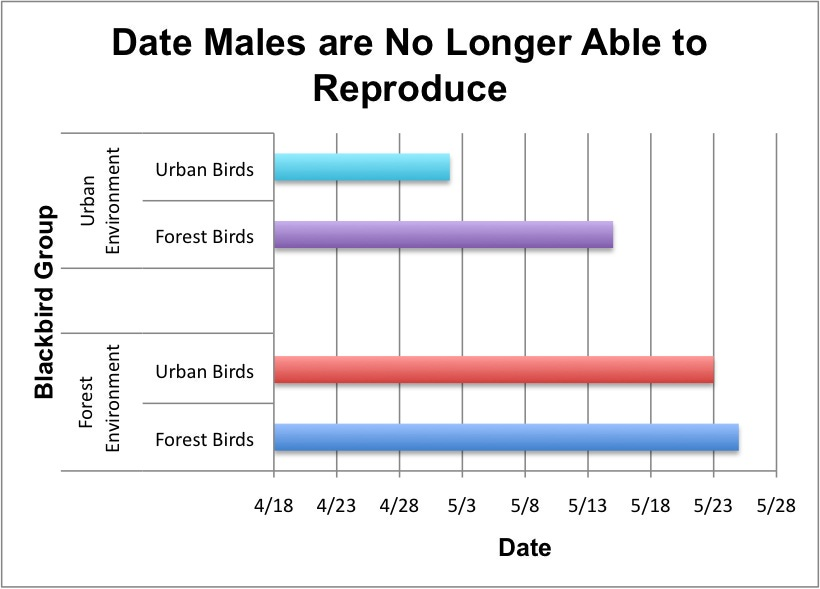 Date Males are No Longer Able to
Reproduce
Blackbird Group
Urban
Environment
Urban Birds
Forest Birds
Forest
Environment
Urban Birds
Forest Birds
4/18 4/23 4/28 5/3 5/8 5/13 5/18 5/23 5/28
Date